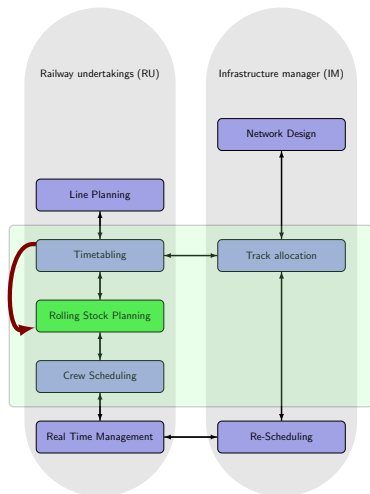 Railway undertakings (RU)
Infrastructure manager (IM)
Network Design
Line Planning
Timetabling
Track allocation
Rolling Stock Planning
Crew Scheduling
Real Time Management
Re-Scheduling